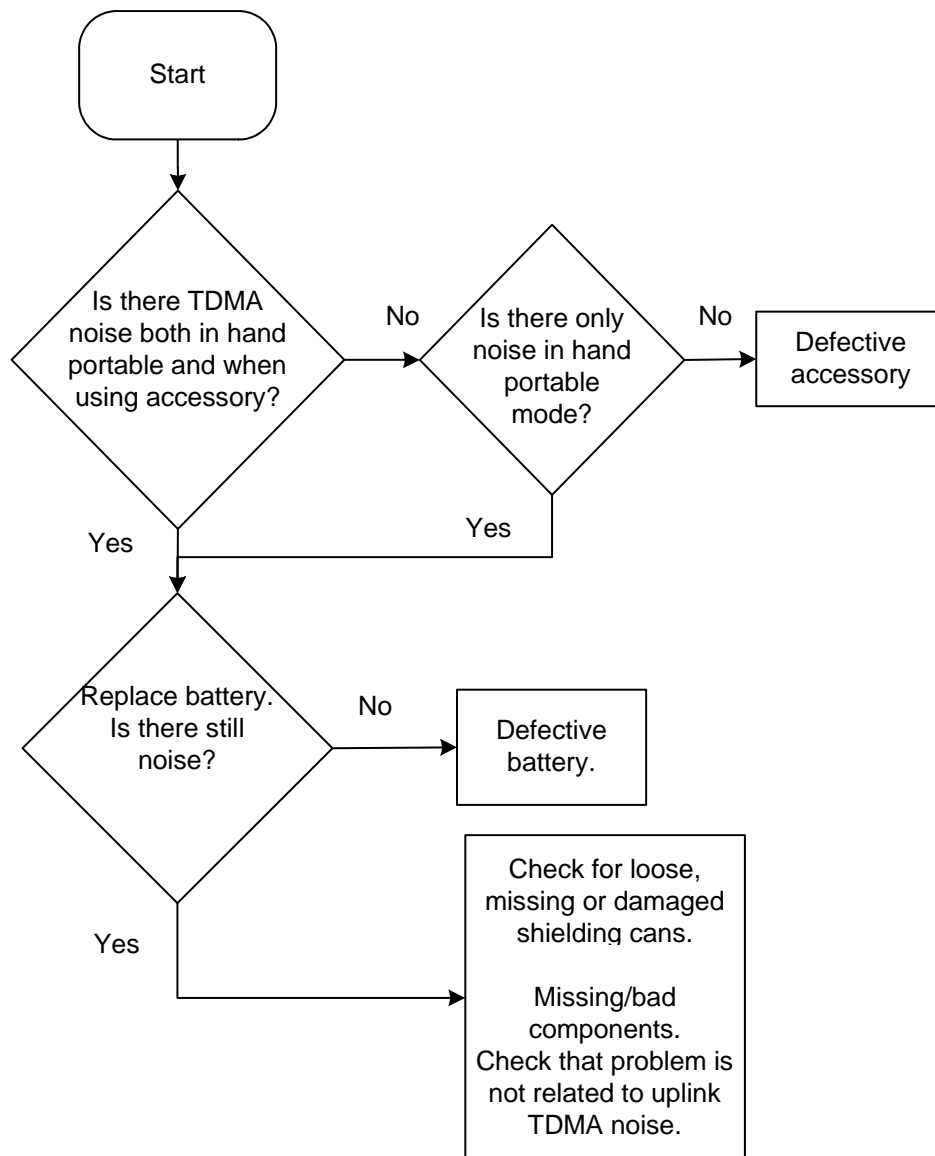 Start
Is there TDMA
noise both in hand
portable and when
using accessory?
No
Is there only
noise in hand
portable
mode?
No
Defective
accessory
Yes
Yes
Replace battery.
Is there still
noise?
No
Defective
battery.
Yes
Check for loose,
missing or damaged
shielding cans.
Missing/bad
components.
Check that problem is
not related to uplink
TDMA noise.